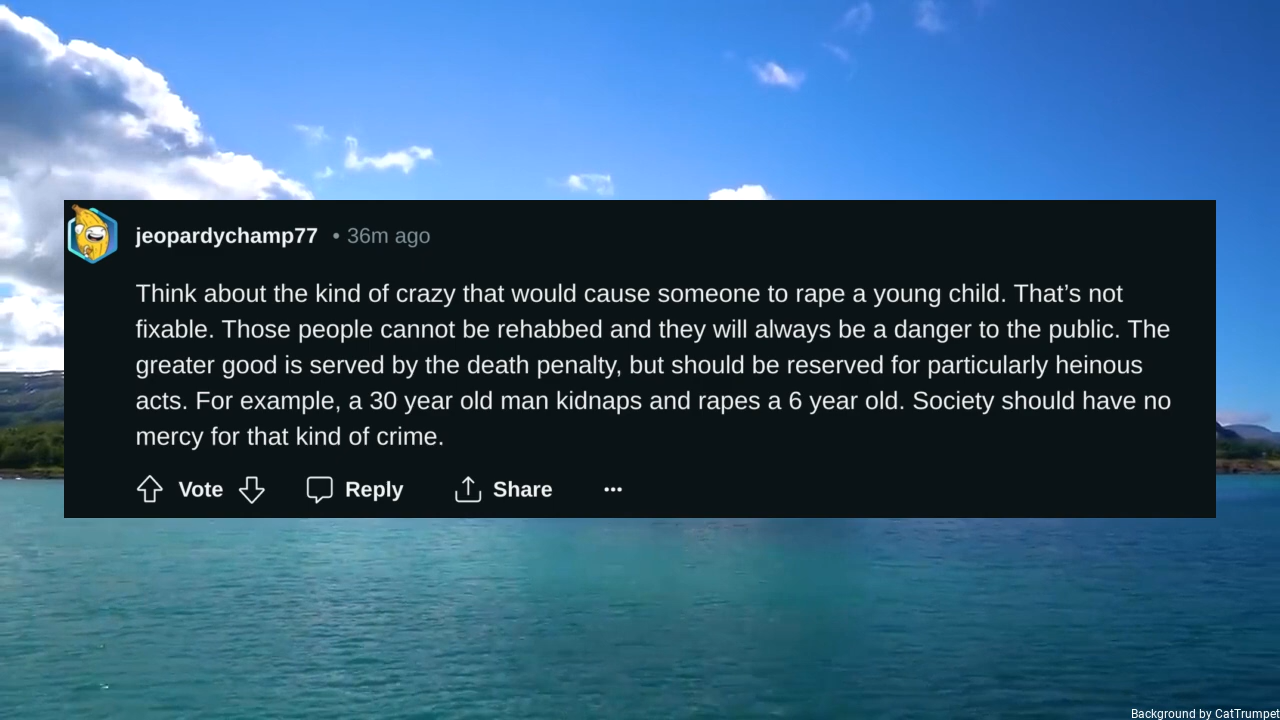 jeopardychamp77 • 36m ago
Think about the kind of crazy that would cause someone to rape a young child. That’s not
fixable. Those people cannot be rehabbed and they will always be a danger to the public. The
greater good is served by the death penalty, but should be reserved for particularly heinous
acts. For example, a 30 year old man kidnaps and rapes a 6 year old. Society should have no
mercy for that kind of crime.
Vote Reply Share ...
Background by CatTrumpet